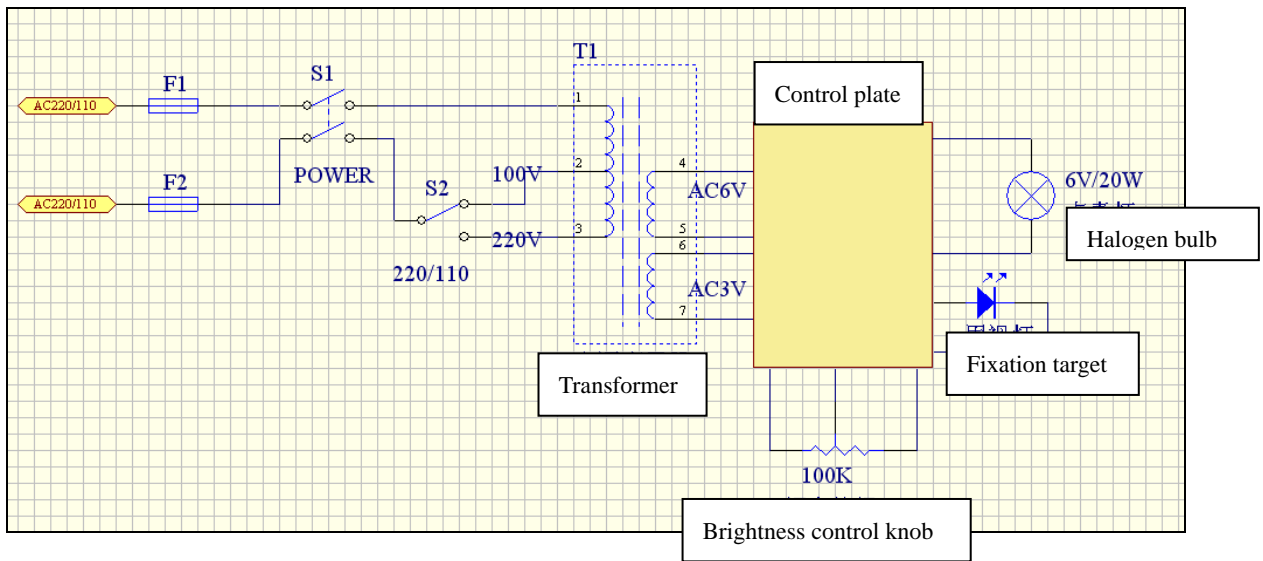 T1
S1
F1
AC220/110
1
Control plate
POWER
F2
AC220/110
S2
100V
2
4
AC6V
6V/20W
Halogen bulb
220V
3
5
6
220/110
AC3V
7
Fixation target
Transformer
100K
Brightness control knob